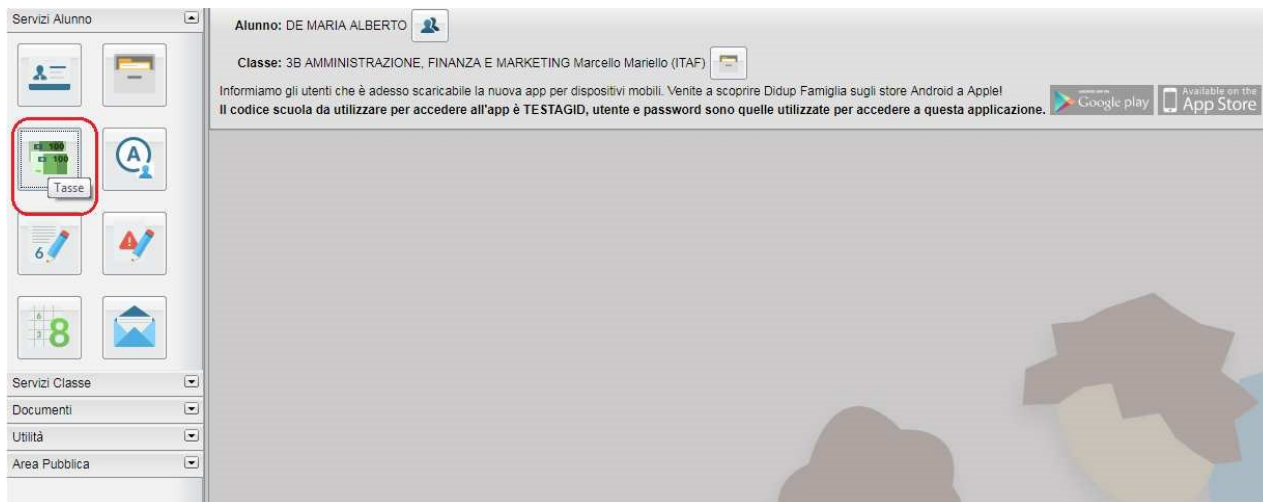 Servizi Alunno
Alunno: DE MARIA ALBERTO
Classe: 3B AMMINISTRAZIONE, FINANZA E MARKETING Marcello Mariello (ITAF)
Informiamo gli utenti che è adesso scaricabile la nuova app per dispositivi mobili. Venite a scoprire Didup Famiglia sugli store Android a Apple!
Il codice scuola da utilizzare per accedere all'app è TESTAGID, utente e password sono quelle utilizzate per accedere a questa applicazione.
Google play
Available on the
App Store
100
100
A
Tasse
6
6
3
8
Servizi Classe
Documenti
Utilità
Area Pubblica